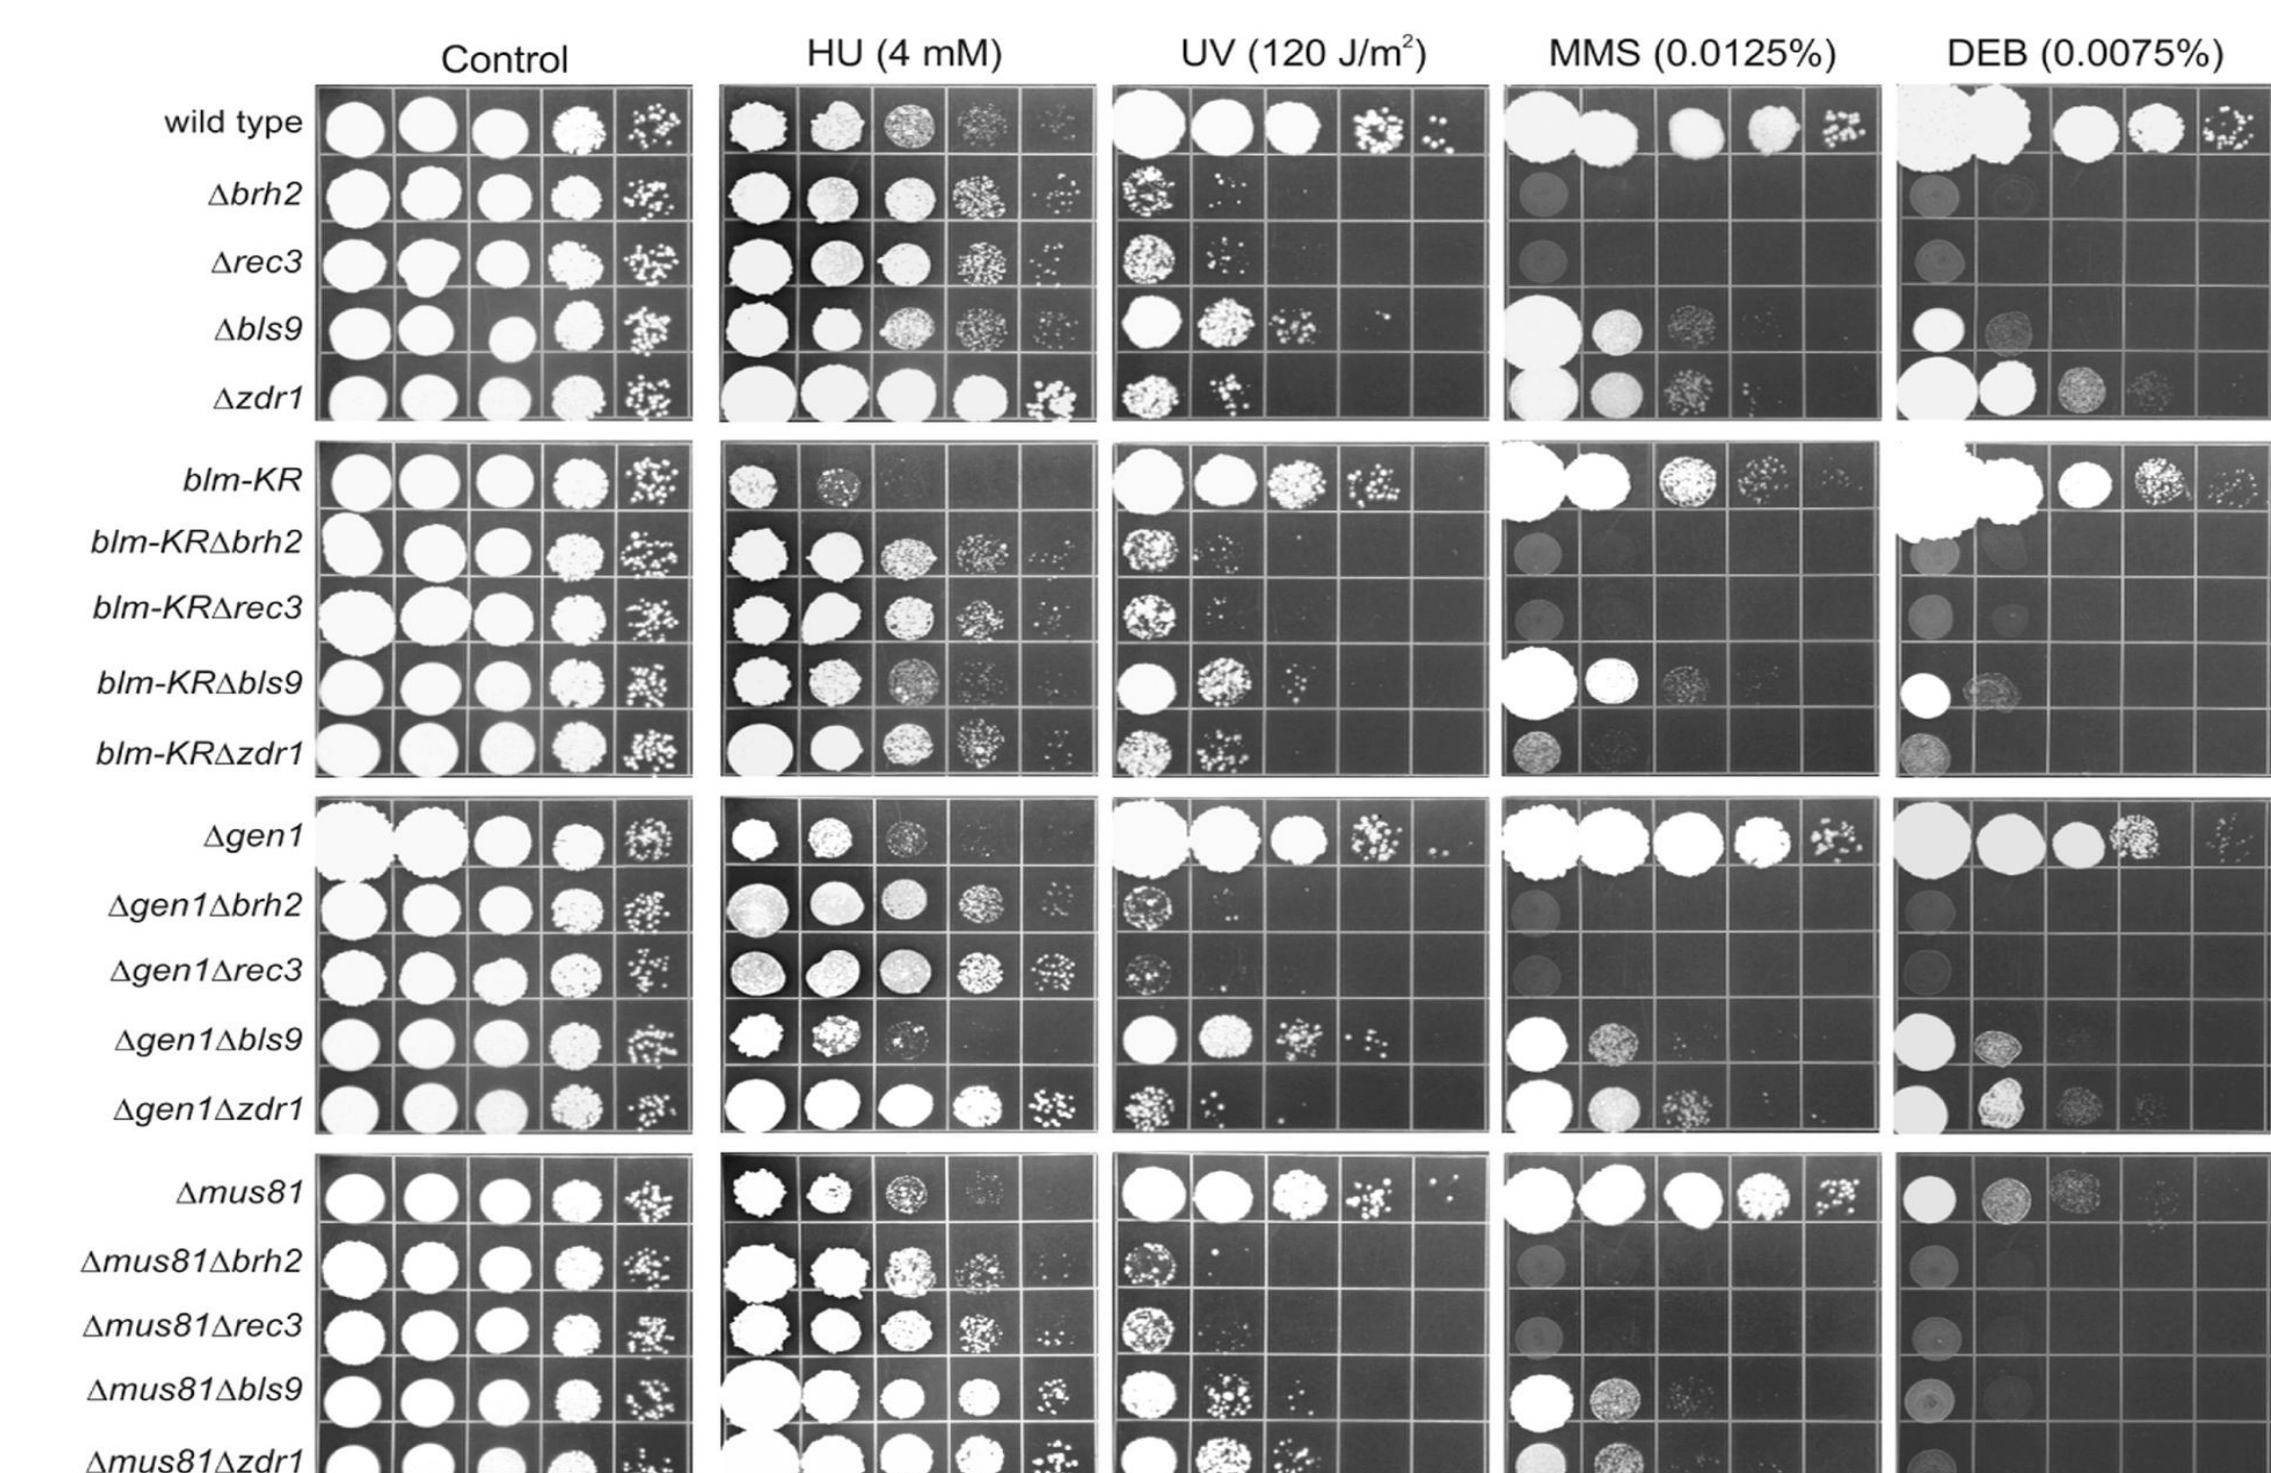 Control HU (4 mM) UV (120 J/m²) MMS (0.0125%) DEB (0.0075%)
wild type
Δbrh2
Δrec3
Δbls9
Δzdr1
blm-KR
blm-KRΔbrh2
blm-KRΔrec3
blm-KRΔbls9
blm-KRΔzdr1
Δgen1
Δgen1Δbrh2
Δgen1Δrec3
Δgen1Δbls9
Δgen1Δzdr1
Δmus81
Δmus81Δbrh2
Δmus81Δrec3
Δmus81Δbls9
Δmus81Δzdr1